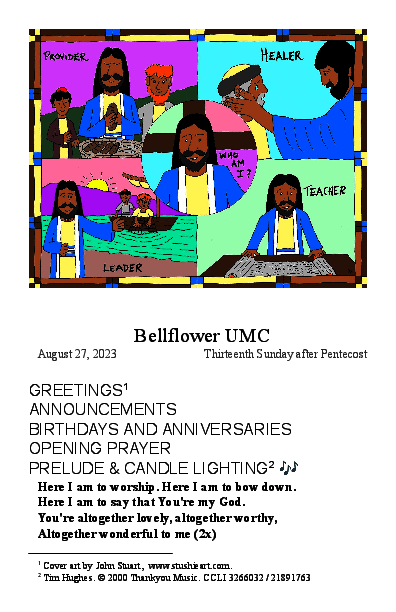 PROVIDER
HEALER
WHO
AM
I?
TEACHER
LEADER
Bellflower UMC
August 27, 2023 Thirteenth Sunday after Pentecost
GREETINGS¹
ANNOUNCEMENTS
BIRTHDAYS AND ANNIVERSARIES
OPENING PRAYER
PRELUDE & CANDLE LIGHTING² 🎶
Here I am to worship. Here I am to bow down.
Here I am to say that You're my God.
You're altogether lovely, altogether worthy,
Altogether wonderful to me (2x)
¹ Cover art by John Stuart, www.stushieart.com.
² Tim Hughes. © 2000 Thankyou Music. CCLI 3266032 / 21891763